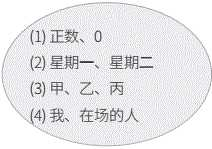 (1) 正数、0
(2) 星期一、星期二
(3) 甲、乙、丙
(4) 我、在场的人